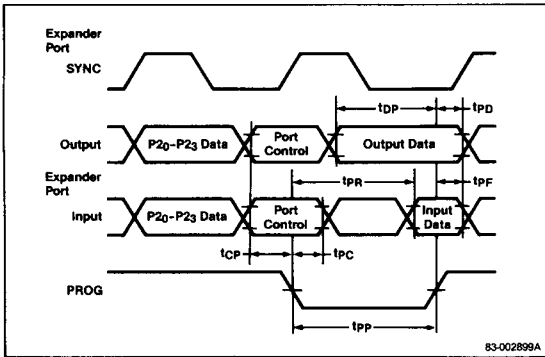 Expander
Port
SYNC
tDP
tPD
Output
P20–P23 Data
Port
Control
Output Data
Expander
Port
tPR
tPF
Input
P20–P23 Data
Port
Control
Input
Data
tCP
tPC
PROG
tPP
83-002899A